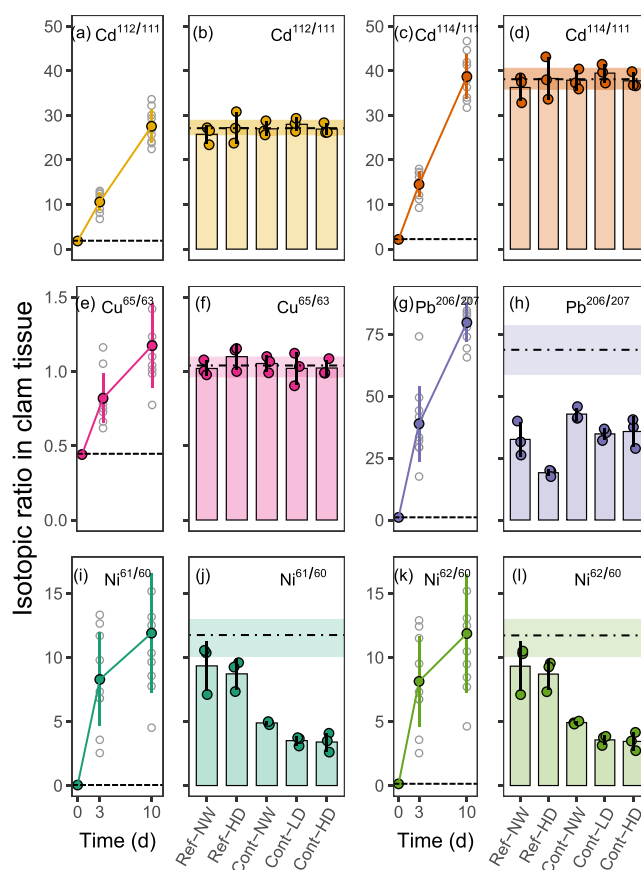 Isotopic ratio in clam tissue
(a) Cd112/111
(b) Cd112/111
(c) Cd114/111
(d) Cd114/111
50
40
30
20
10
0
50
40
30
20
10
0
(e) Cu65/63
(f) Cu65/63
(g) Pb206/207
(h) Pb206/207
1.5
1.0
0.5
0.0
75
50
25
0
(i) Ni61/60
(j) Ni61/60
(k) Ni62/60
(l) Ni62/60
15
10
5
0
15
10
5
0
0 3 10
Time (d)
Ref-NW
Ref-HD
Cont-NW
Cont-LD
Cont-HD
0 3 10
Time (d)
Ref-NW
Ref-HD
Cont-NW
Cont-LD
Cont-HD